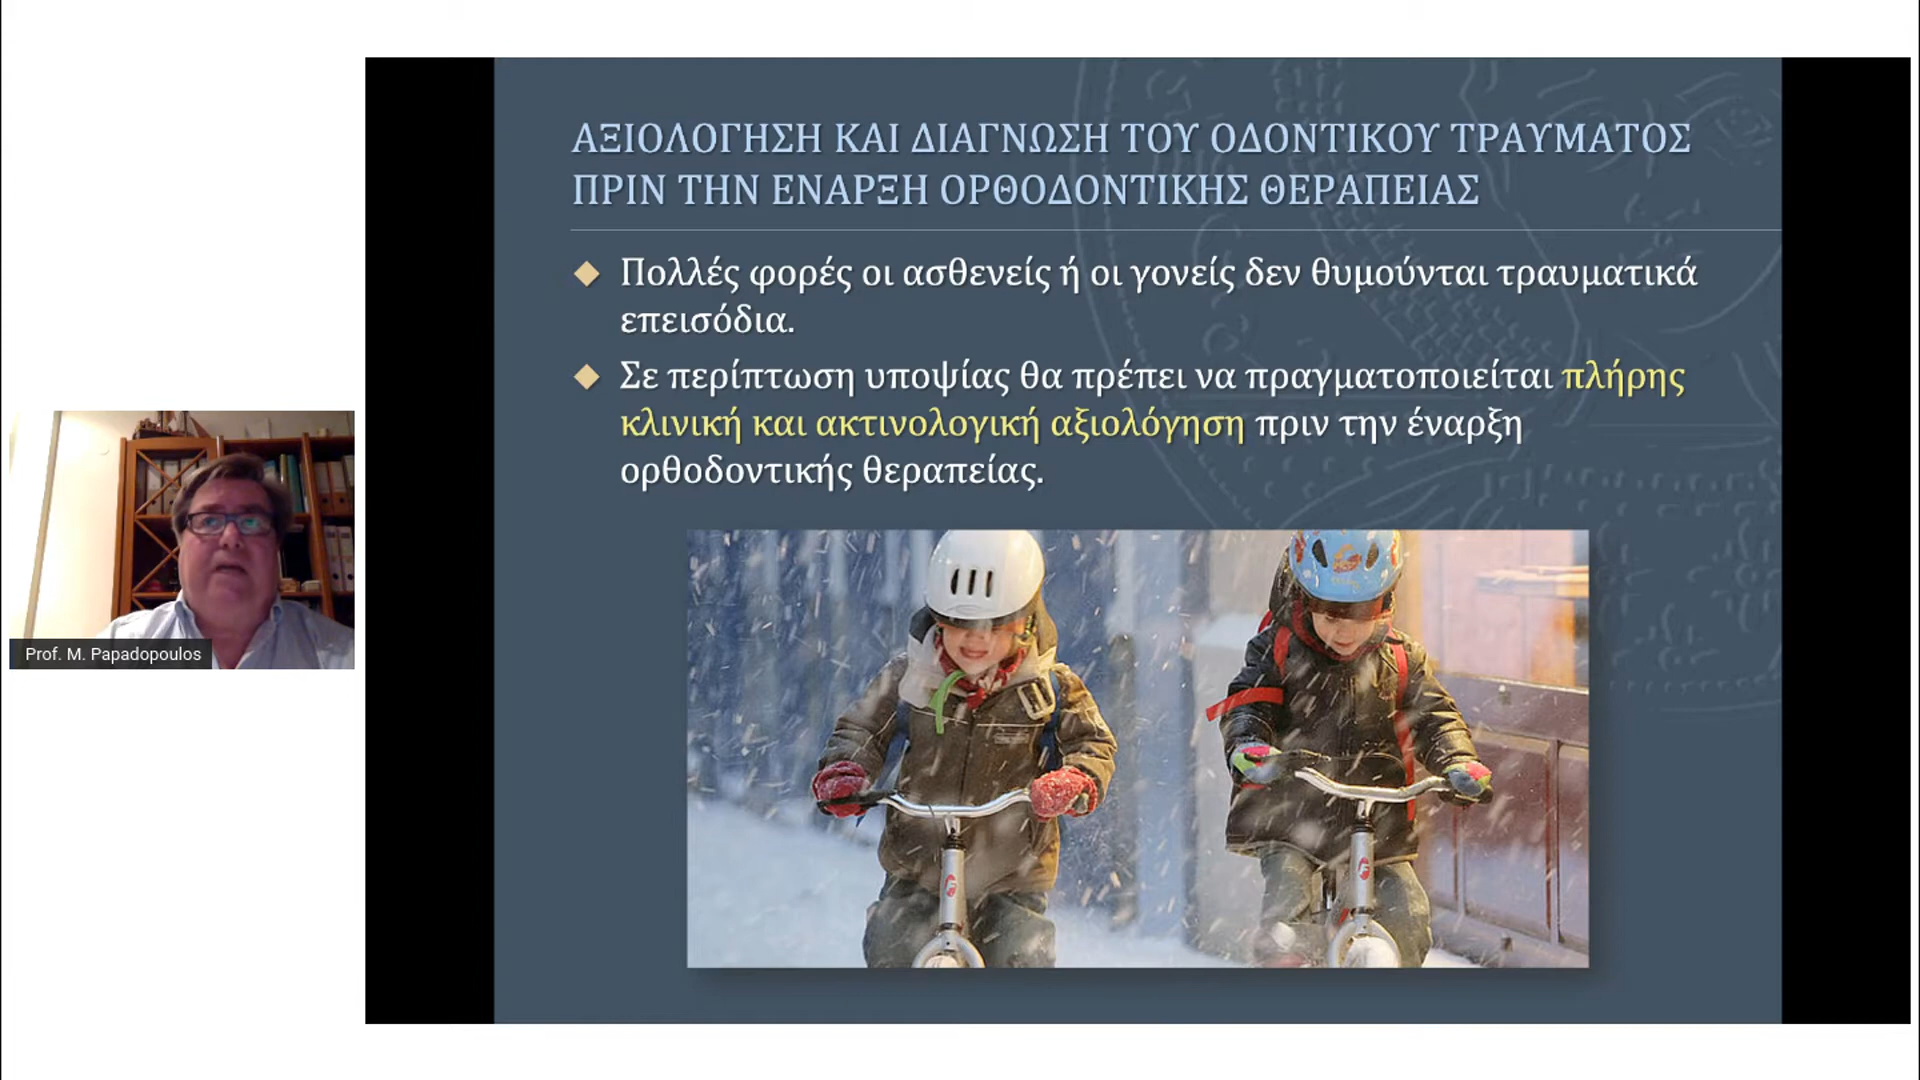 ΑΞΙΟΛΟΓΗΣΗ ΚΑΙ ΔΙΑΓΝΩΣΗ ΤΟΥ ΟΔΟΝΤΙΚΟΥ ΤΡΑΥΜΑΤΟΣ
ΠΡΙΝ ΤΗΝ ΕΝΑΡΞΗ ΟΡΘΟΔΟΝΤΙΚΗΣ ΘΕΡΑΠΕΙΑΣ
Πολλές φορές οι ασθενείς ή οι γονείς δεν θυμούνται τραυματικά
επεισόδια.
Σε περίπτωση υποψίας θα πρέπει να πραγματοποιείται πλήρης
κλινική και ακτινολογική αξιολόγηση πριν την έναρξη
ορθοδοντικής θεραπείας.
Prof. M. Papadopoulos